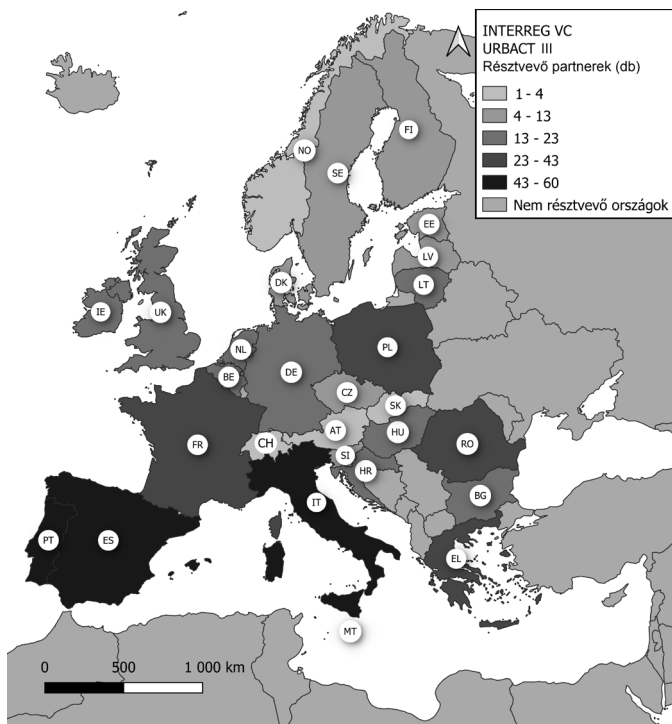 INTERREG VC
URBACT III
Résztvevő partnerek (db)
1 - 4
4 - 13
13 - 23
23 - 43
43 - 60
Nem résztvevő országok
FI
NO
SE
EE
LV
DK
LT
IE
UK
NL
PL
BE
DE
CZ
SK
AT
HU
FR
CH
RO
SI
HR
BG
IT
PT
ES
EL
MT
0 500 1 000 km